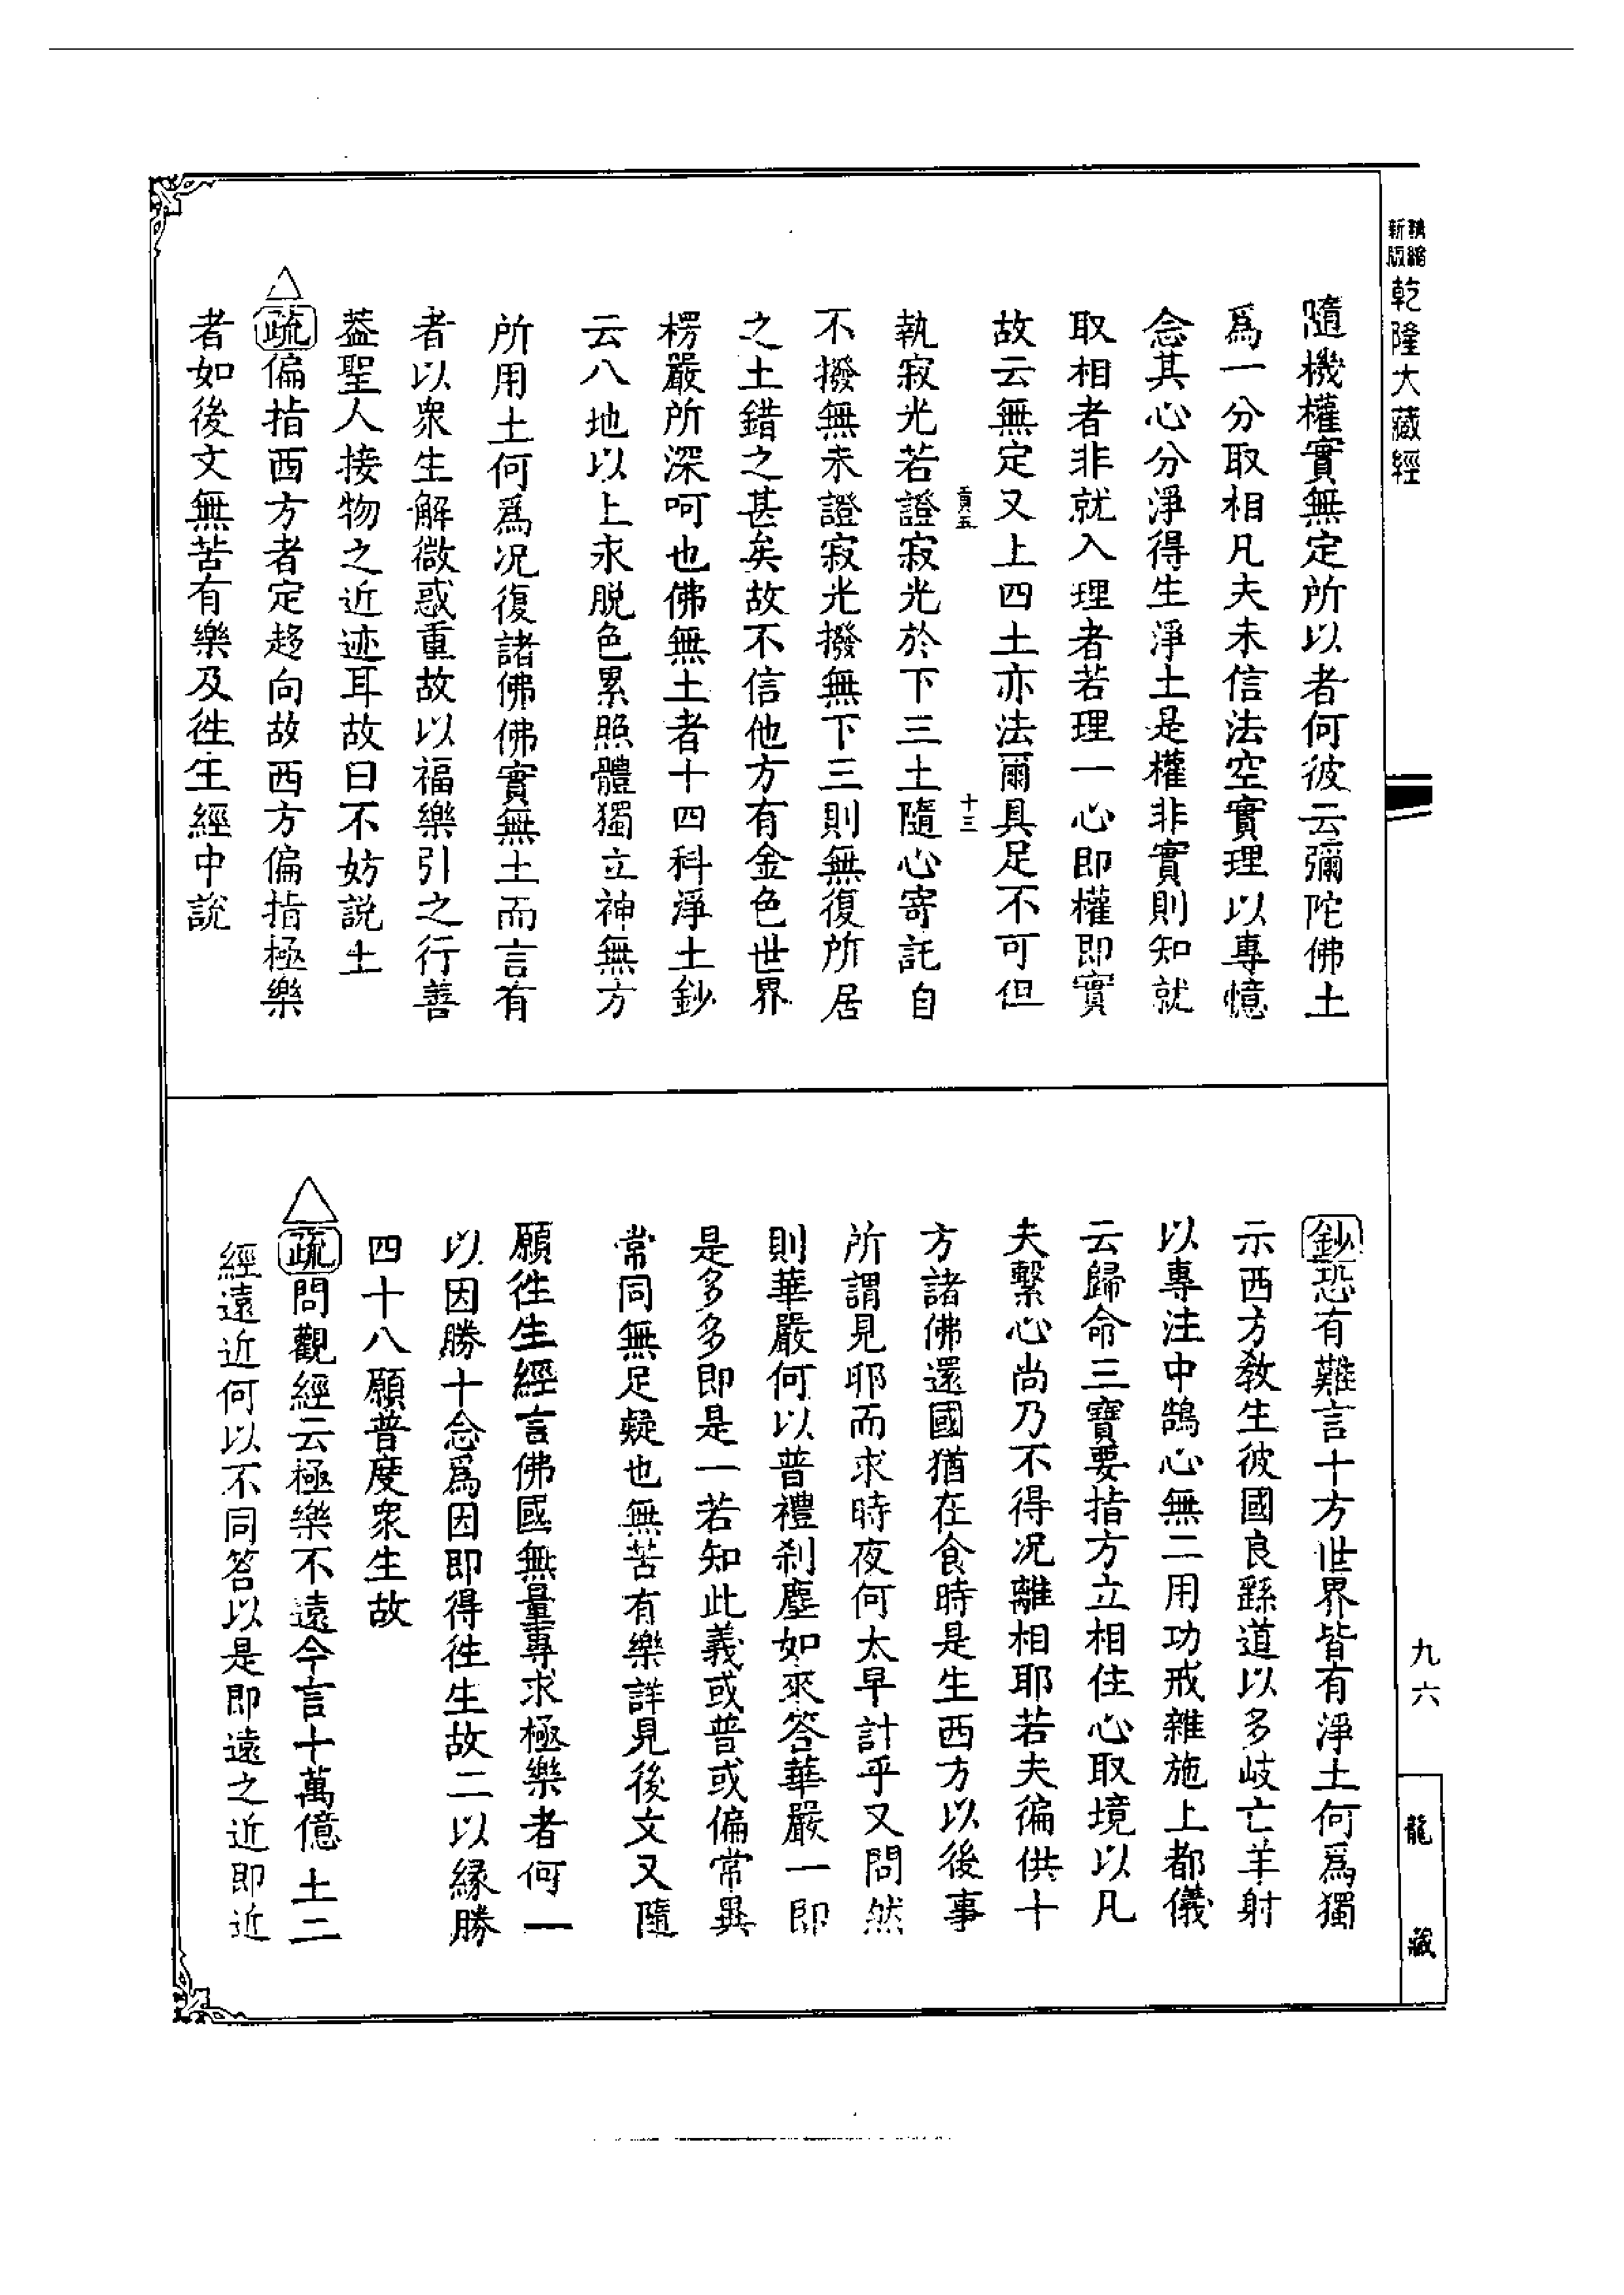 新版精縮乾隆大藏經
隨機權實無定所以者何彼云彌陀佛土
爲一分取相凡夫未信法空實理以專憶
念其心分淨得生淨土是權非實則知就
取相者非就入理者若理一心即權即實
故云無定又上四土亦法爾具足不可但
貢五 十三
執寂光若證寂光於下三土隨心寄託自
不撥無未證寂光撥無下三則無復所居
之土錯之甚矣故不信他方有金色世界
楞嚴所深呵也佛無土者十四科淨土鈔
云八地以上永脫色累照體獨立神無方
所用土何爲況復諸佛佛實無土而言有
者以衆生解微惑重故以福樂引之行善
葢聖人接物之近迹耳故曰不妨說土
△疏偏指西方者定趨向故西方偏指極樂
者如後文無苦有樂及徃生經中說
鈔恐有難言十方世界皆有淨土何爲獨
示西方教生彼國良繇道以多岐亡羊射
以專注中鵠心無二用功戒雜施上都儀
云歸命三寶要指方立相住心取境以凡
夫繫心尚乃不得况離相耶若夫徧供十
方諸佛還國猶在食時是生西方以後事
所謂見耶而求時夜何太早計乎又問然
則華嚴何以普禮刹塵如來答華嚴一即
是多多即是一若知此義或普或偏常異
常同無足疑也無苦有樂詳見後文又隨
願徃生經言佛國無量專求極樂者何一
以因勝十念爲因即得徃生故二以緣勝
四十八願普度衆生故
△疏問觀經云極樂不遠今言十萬億土二
經遠近何以不同答以是即遠之近即近
九六
龍藏